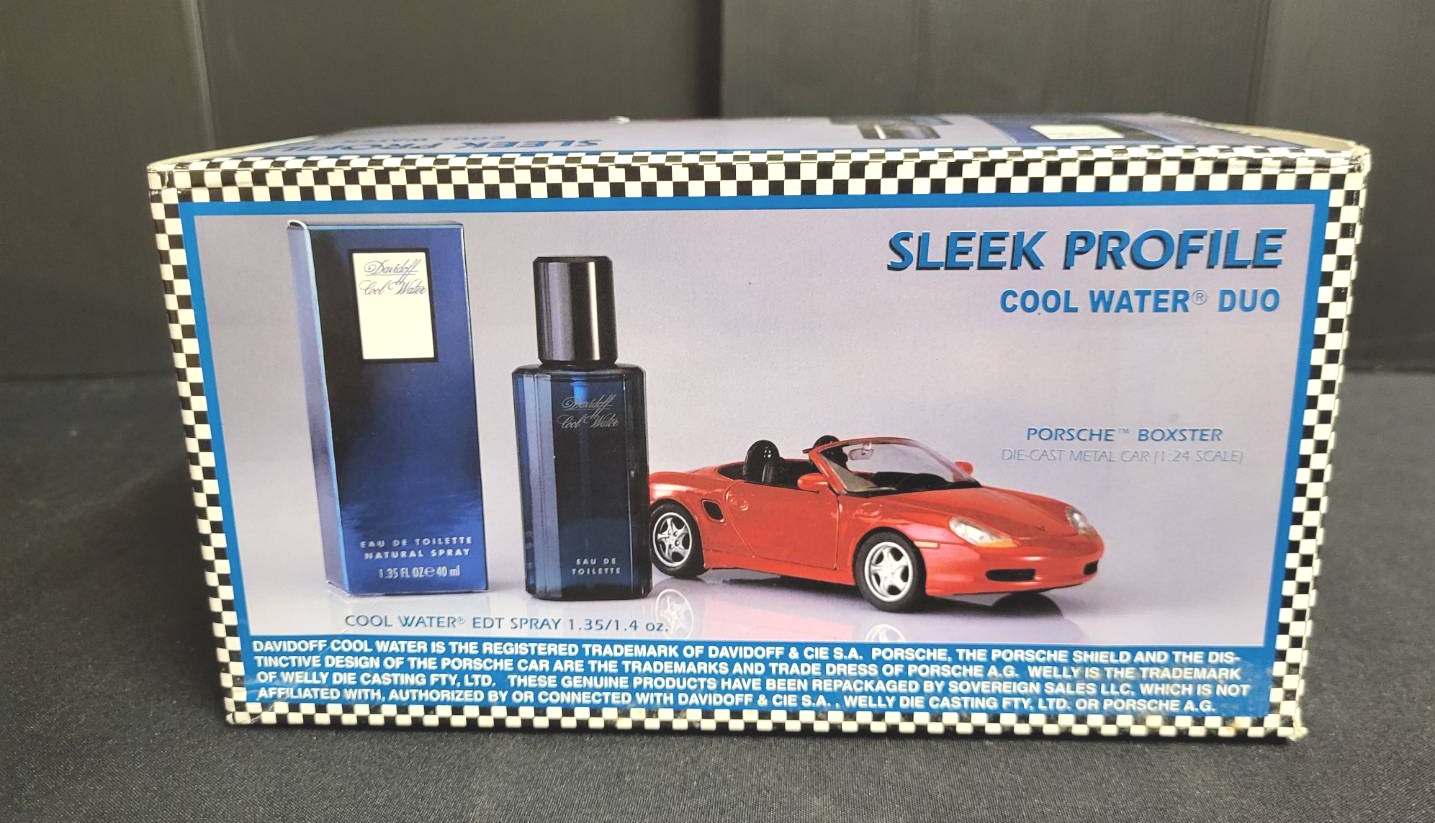 SLEEK PROFILE
COOL WATER
SLEEK PROFILE
COOL WATER® DUO
Davidoff
Cool Water
Davidoff
Cool Water
PORSCHE™ BOXSTER
DIE-CAST METAL CAR (1:24 SCALE)
EAU DE TOILETTE
NATURAL SPRAY
1.35 FL OZ e 40 ml
EAU DE
TOILETTE
COOL WATER® EDT SPRAY 1.35/1.4 oz.
DAVIDOFF COOL WATER IS THE REGISTERED TRADEMARK OF DAVIDOFF & CIE S.A. PORSCHE, THE PORSCHE SHIELD AND THE DIS-
TINCTIVE DESIGN OF THE PORSCHE CAR ARE THE TRADEMARKS AND TRADE DRESS OF PORSCHE A.G. WELLY IS THE TRADEMARK
OF WELLY DIE CASTING FTY, LTD. THESE GENUINE PRODUCTS HAVE BEEN REPACKAGED BY SOVEREIGN SALES LLC, WHICH IS NOT
AFFILIATED WITH, AUTHORIZED BY OR CONNECTED WITH DAVIDOFF & CIE S.A. , WELLY DIE CASTING FTY, LTD. OR PORSCHE A.G.